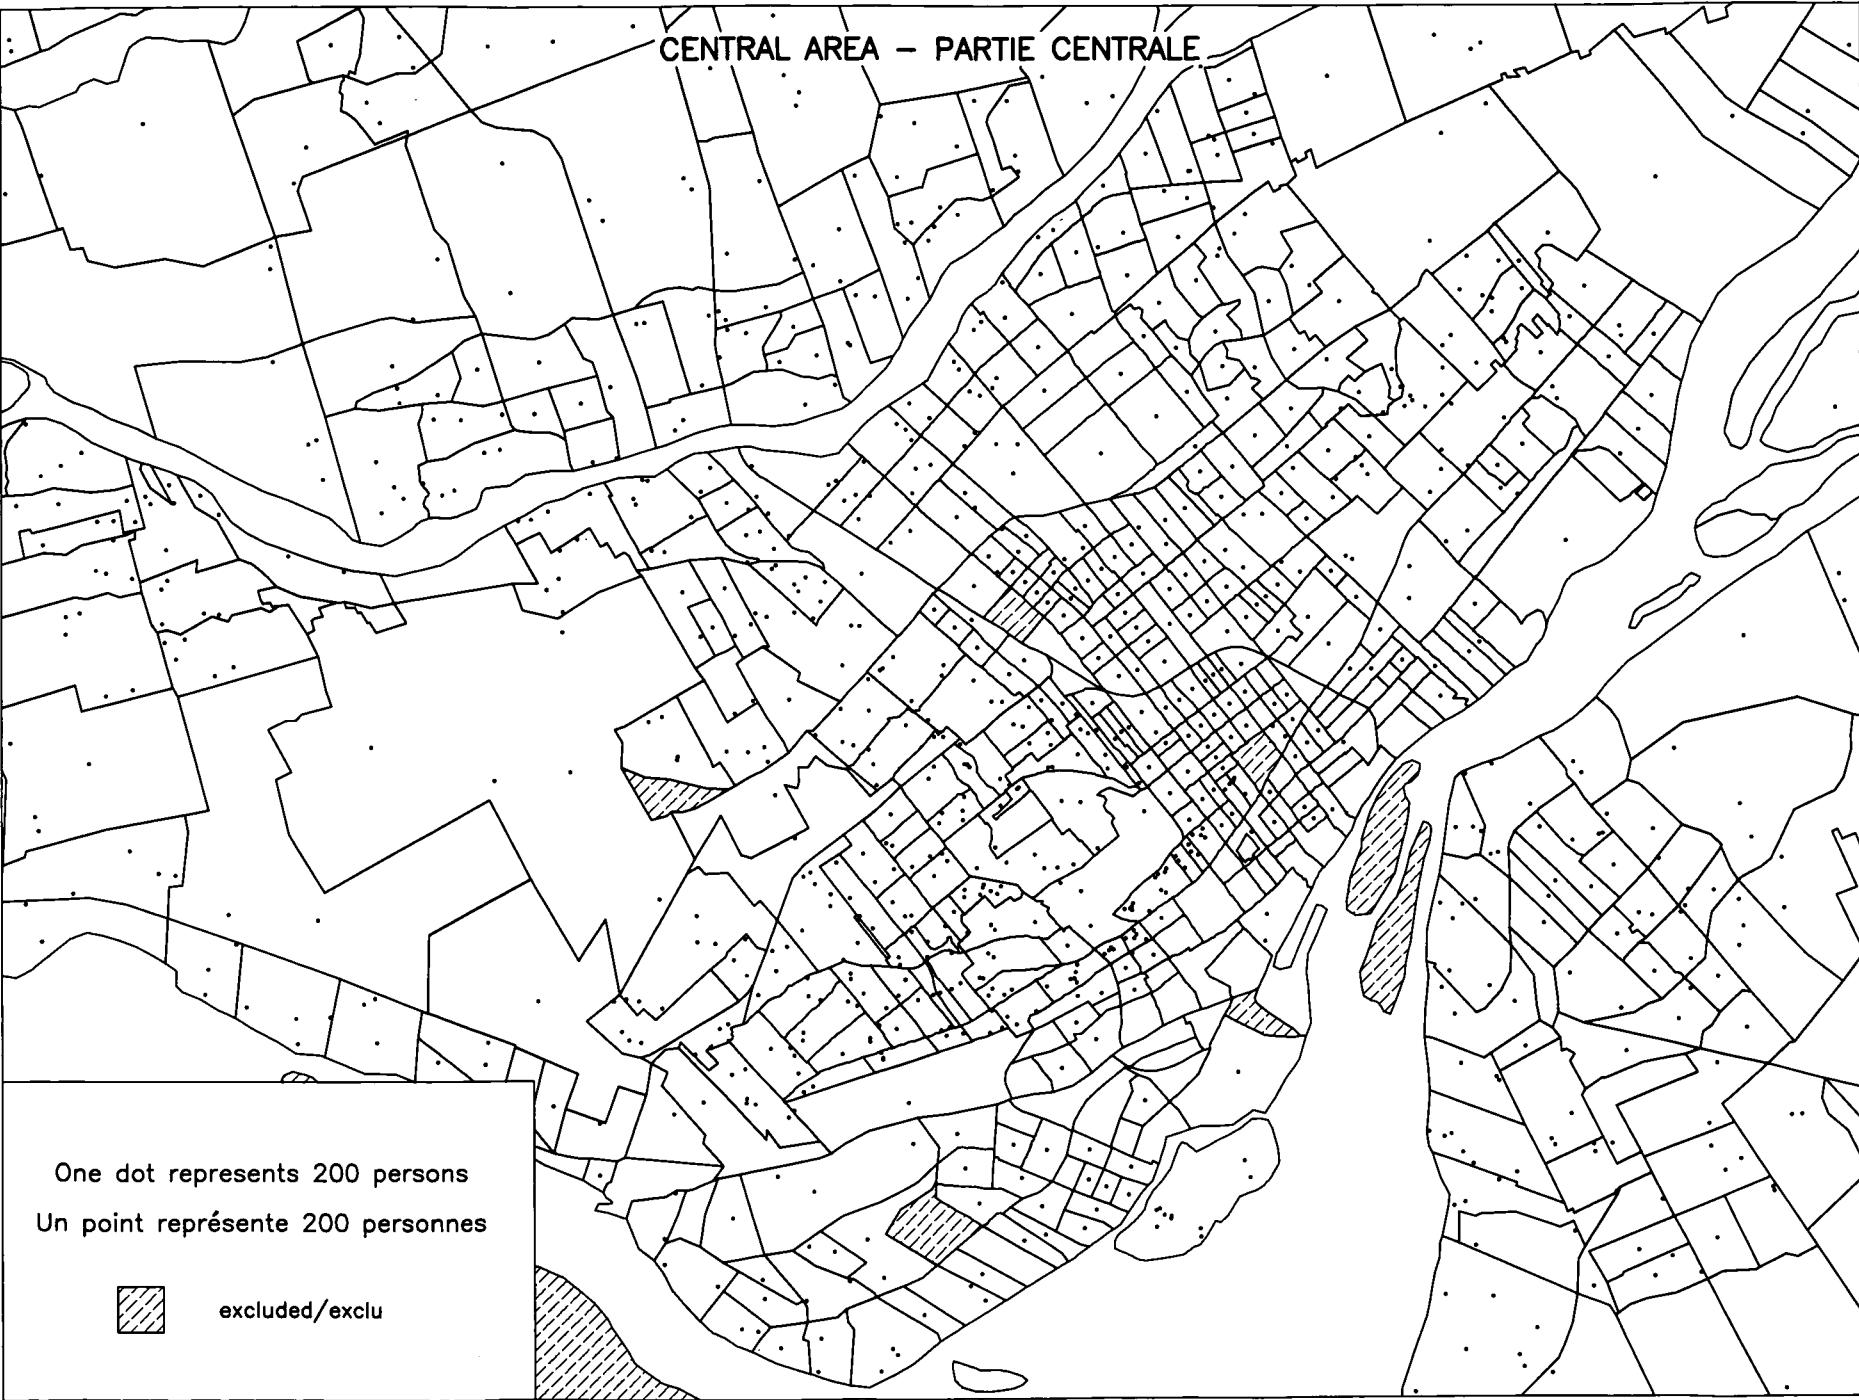 CENTRAL AREA – PARTIE CENTRALE
One dot represents 200 persons
Un point représente 200 personnes
excluded/exclu